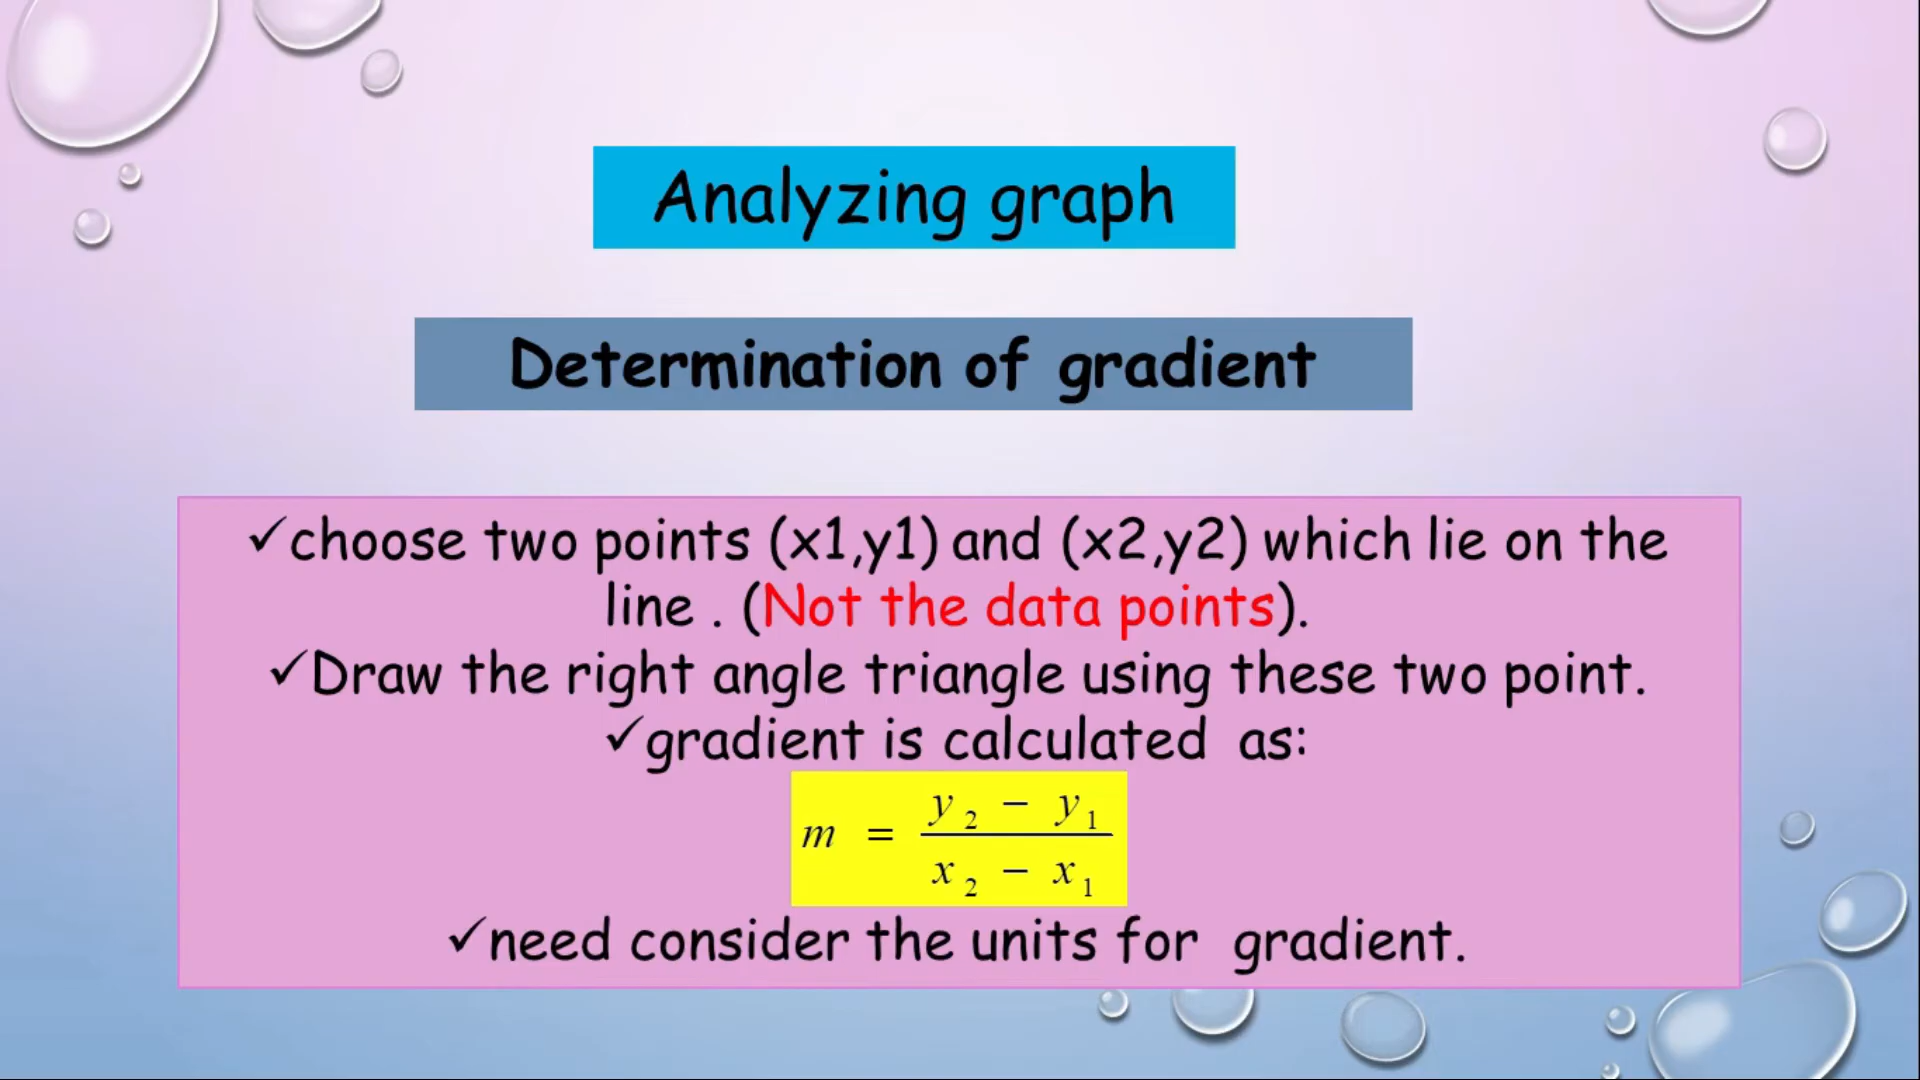 Analyzing graph
Determination of gradient
✓choose two points (x1,y1) and (x2,y2) which lie on the
line . (Not the data points).
✓Draw the right angle triangle using these two point.
✓gradient is calculated as:
m = (y₂ − y₁) / (x₂ − x₁)
✓need consider the units for gradient.